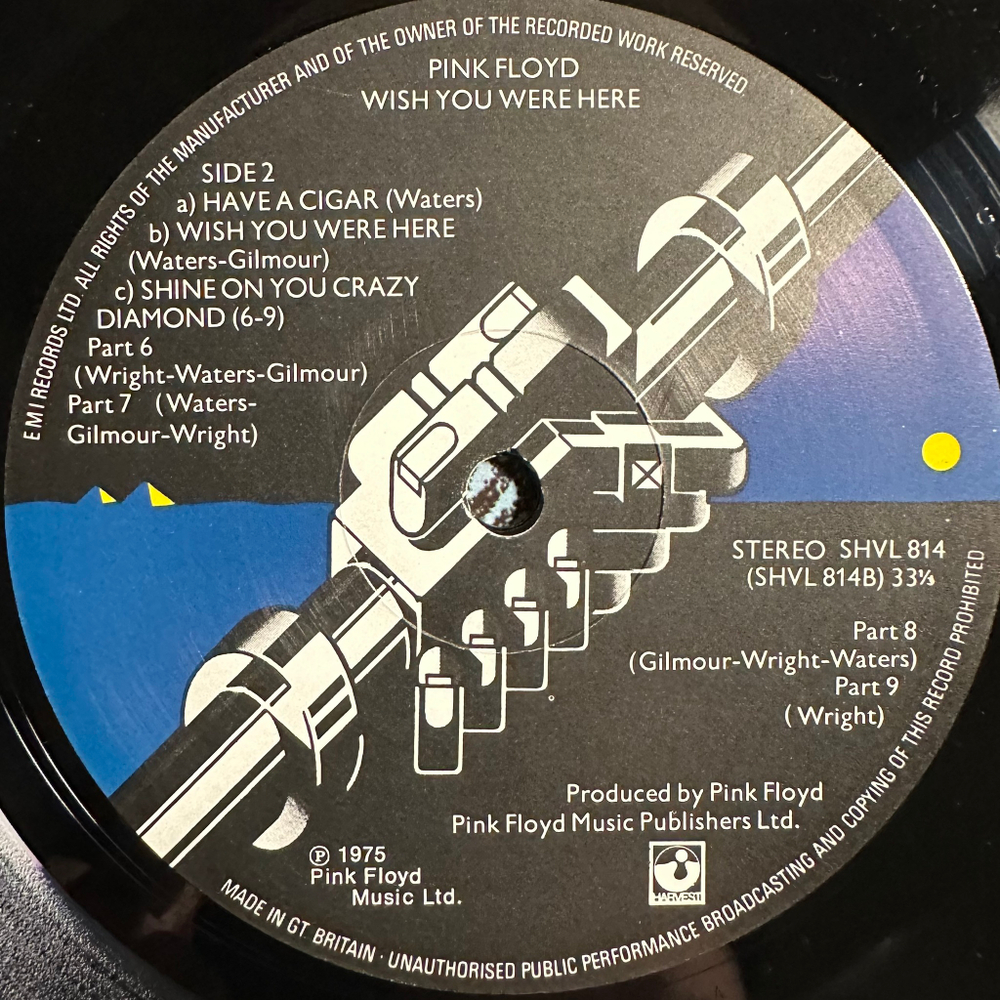 E M I RECORDS LTD. ALL RIGHTS OF THE MANUFACTURER AND OF THE OWNER OF THE RECORDED WORK RESERVED
PINK FLOYD
WISH YOU WERE HERE
SIDE 2
a) HAVE A CIGAR (Waters)
b) WISH YOU WERE HERE
(Waters-Gilmour)
c) SHINE ON YOU CRAZY
DIAMOND (6-9)
Part 6
(Wright-Waters-Gilmour)
Part 7 (Waters-
Gilmour-Wright)
STEREO SHVL 814
(SHVL 814B) 33⅓
Part 8
(Gilmour-Wright-Waters)
Part 9
(Wright)
Produced by Pink Floyd
Pink Floyd Music Publishers Ltd.
℗ 1975
Pink Floyd
Music Ltd.
HARVEST
MADE IN GT. BRITAIN · UNAUTHORISED PUBLIC PERFORMANCE BROADCASTING AND COPYING OF THIS RECORD PROHIBITED